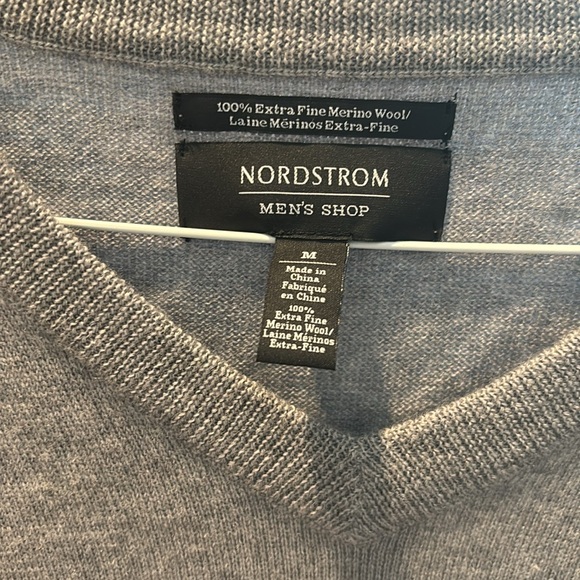 100% Extra Fine Merino Wool/
Laine Mérinos Extra-Fine
NORDSTROM
MEN'S SHOP
M
Made in
China
Fabriqué
en Chine
100%
Extra Fine
Merino Wool/
Laine Mérinos
Extra-Fine